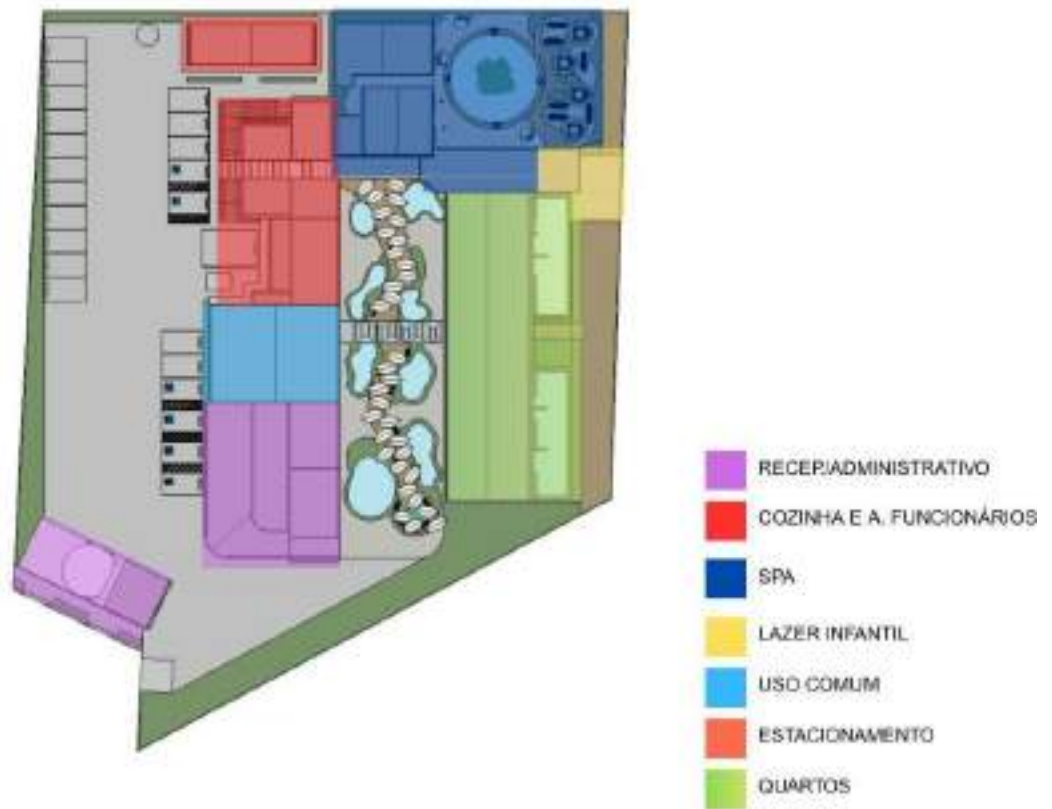 RECEP/ADMINISTRATIVO
COZINHA E A. FUNCIONÁRIOS
SPA
LAZER INFANTIL
USO COMUM
ESTACIONAMENTO
QUARTOS